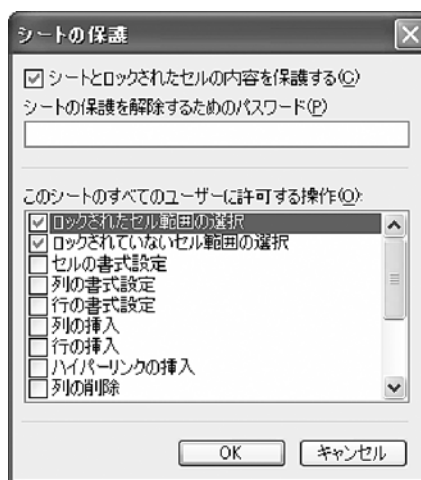 シートの保護
シートとロックされたセルの内容を保護する(C)
シートの保護を解除するためのパスワード(P)
このシートのすべてのユーザーに許可する操作(O):
ロックされたセル範囲の選択
ロックされていないセル範囲の選択
セルの書式設定
列の書式設定
行の書式設定
列の挿入
行の挿入
ハイパーリンクの挿入
列の削除
OK キャンセル